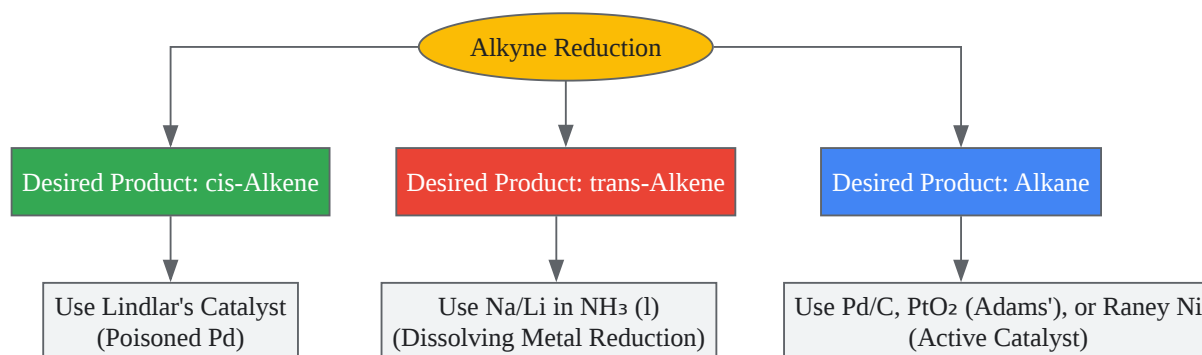 Alkyne Reduction
Desired Product: cis-Alkene
Desired Product: trans-Alkene
Desired Product: Alkane
Use Lindlar's Catalyst
(Poisoned Pd)
Use Na/Li in NH₃ (l)
(Dissolving Metal Reduction)
Use Pd/C, PtO₂ (Adams'), or Raney Ni
(Active Catalyst)